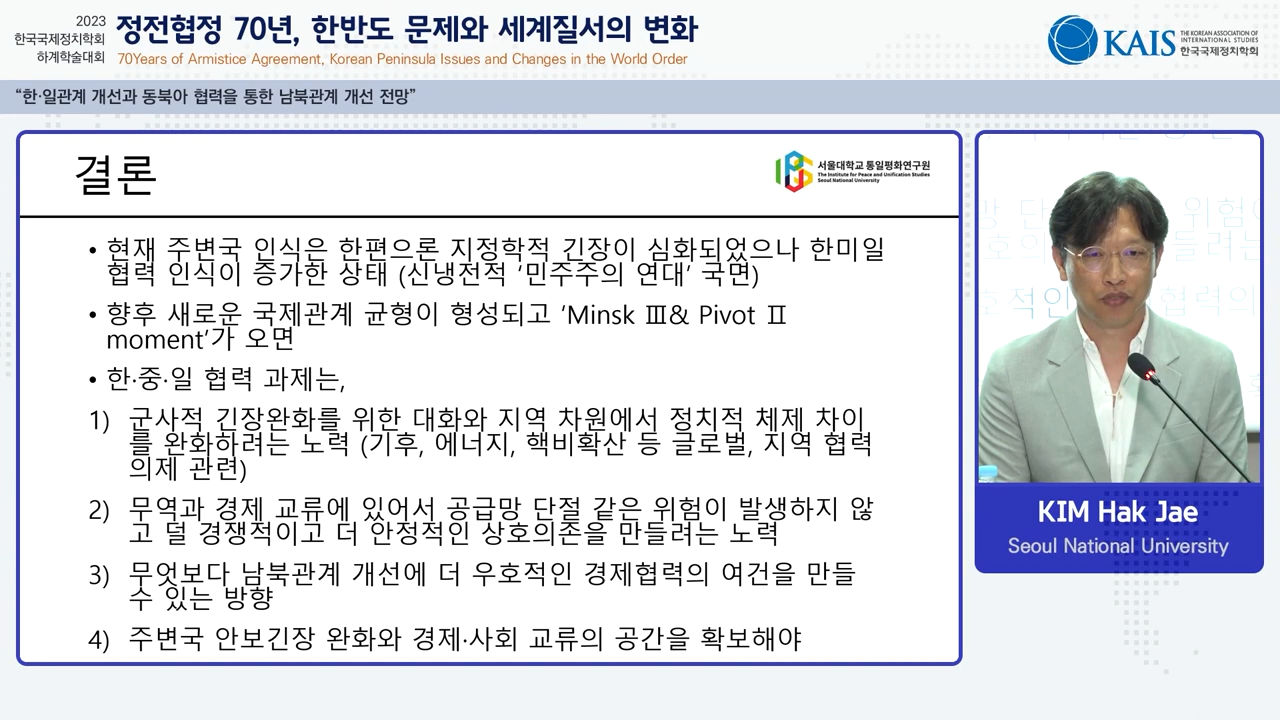 2023
한국국제정치학회
하계학술대회
정전협정 70년, 한반도 문제와 세계질서의 변화
70Years of Armistice Agreement, Korean Peninsula Issues and Changes in the World Order
KAIS
THE KOREAN ASSOCIATION OF
INTERNATIONAL STUDIES
한국국제정치학회
“한·일관계 개선과 동북아 협력을 통한 남북관계 개선 전망”
결론
서울대학교 통일평화연구원
The Institute for Peace and Unification Studies
Seoul National University
• 현재 주변국 인식은 한편으론 지정학적 긴장이 심화되었으나 한미일
협력 인식이 증가한 상태 (신냉전적 ‘민주주의 연대’ 국면)
• 향후 새로운 국제관계 균형이 형성되고 ‘Minsk Ⅲ& Pivot Ⅱ
moment’가 오면
• 한·중·일 협력 과제는,
1) 군사적 긴장완화를 위한 대화와 지역 차원에서 정치적 체제 차이
를 완화하려는 노력 (기후, 에너지, 핵비확산 등 글로벌, 지역 협력
의제 관련)
2) 무역과 경제 교류에 있어서 공급망 단절 같은 위험이 발생하지 않
고 덜 경쟁적이고 더 안정적인 상호의존을 만들려는 노력
3) 무엇보다 남북관계 개선에 더 우호적인 경제협력의 여건을 만들
수 있는 방향
4) 주변국 안보긴장 완화와 경제·사회 교류의 공간을 확보해야
KIM Hak Jae
Seoul National University